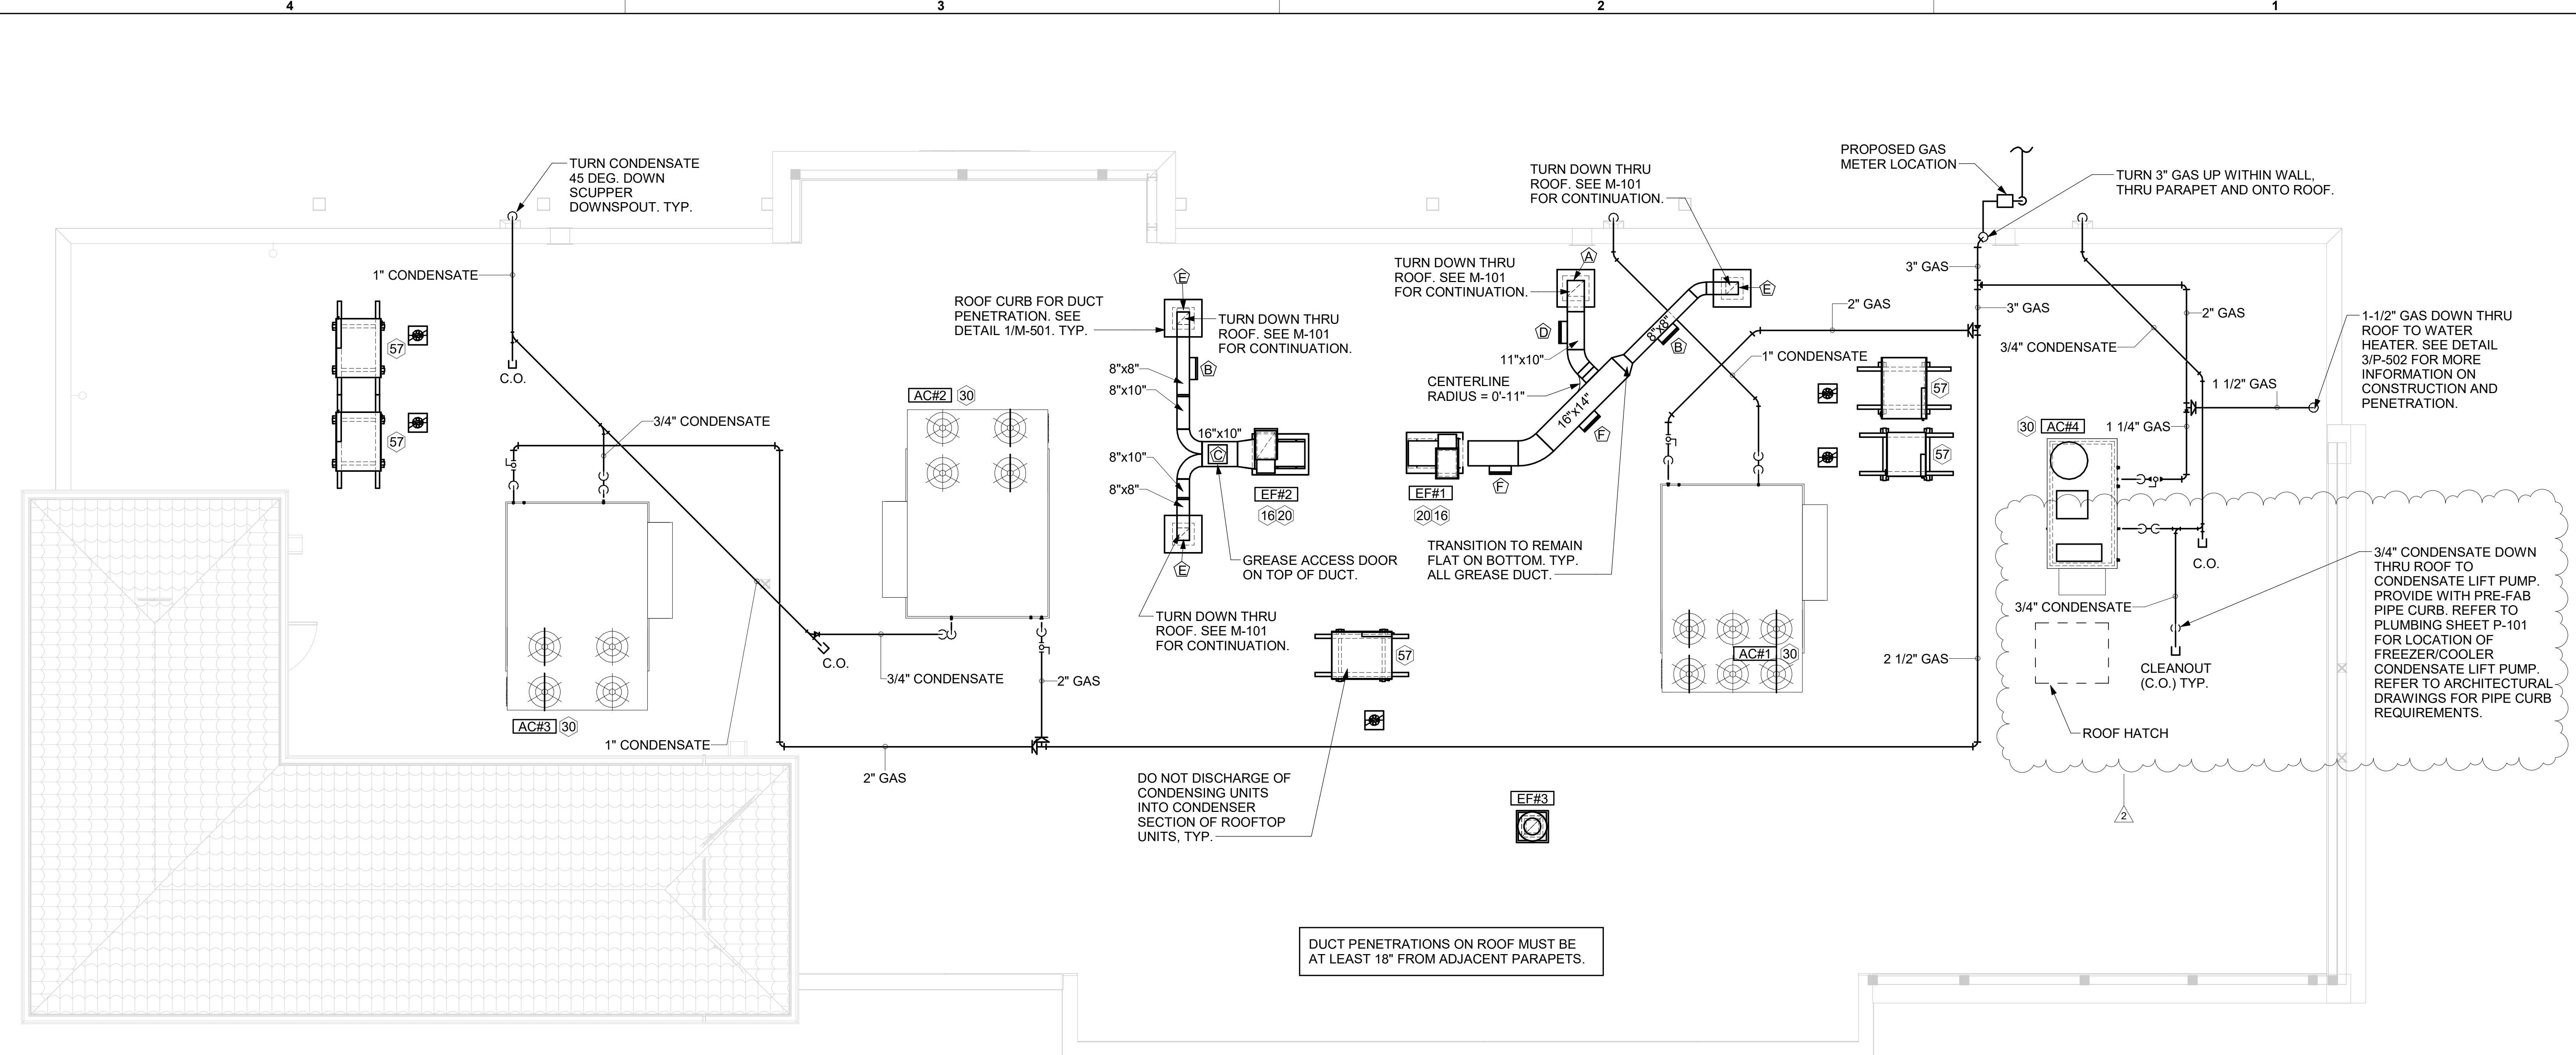 4
3
2
1
TURN CONDENSATE
45 DEG. DOWN
SCUPPER
DOWNSPOUT. TYP.
1" CONDENSATE
C.O.
57
57
3/4" CONDENSATE
AC#3
30
1" CONDENSATE
C.O.
3/4" CONDENSATE
2" GAS
AC#2
30
2" GAS
ROOF CURB FOR DUCT
PENETRATION. SEE
DETAIL 1/M-501. TYP.
E
TURN DOWN THRU
ROOF. SEE M-101
FOR CONTINUATION.
8"x8"
B
8"x10"
16"x10"
C
8"x10"
8"x8"
E
EF#2
16
20
GREASE ACCESS DOOR
ON TOP OF DUCT.
TURN DOWN THRU
ROOF. SEE M-101
FOR CONTINUATION.
57
DO NOT DISCHARGE OF
CONDENSING UNITS
INTO CONDENSER
SECTION OF ROOFTOP
UNITS, TYP.
TURN DOWN THRU
ROOF. SEE M-101
FOR CONTINUATION.
A
TURN DOWN THRU
ROOF. SEE M-101
FOR CONTINUATION.
E
D
11"x10"
8"x8"
B
CENTERLINE
RADIUS = 0'-11"
16"x14"
F
F
EF#1
20
16
TRANSITION TO REMAIN
FLAT ON BOTTOM. TYP.
ALL GREASE DUCT.
1" CONDENSATE
2" GAS
57
57
AC#1
30
EF#3
DUCT PENETRATIONS ON ROOF MUST BE
AT LEAST 18" FROM ADJACENT PARAPETS.
PROPOSED GAS
METER LOCATION
TURN 3" GAS UP WITHIN WALL,
THRU PARAPET AND ONTO ROOF.
3" GAS
3" GAS
2" GAS
3/4" CONDENSATE
1-1/2" GAS DOWN THRU
ROOF TO WATER
HEATER. SEE DETAIL
3/P-502 FOR MORE
INFORMATION ON
CONSTRUCTION AND
PENETRATION.
1 1/2" GAS
30
AC#4
1 1/4" GAS
C.O.
3/4" CONDENSATE
2 1/2" GAS
CLEANOUT
(C.O.) TYP.
ROOF HATCH
3/4" CONDENSATE DOWN
THRU ROOF TO
CONDENSATE LIFT PUMP.
PROVIDE WITH PRE-FAB
PIPE CURB. REFER TO
PLUMBING SHEET P-101
FOR LOCATION OF
FREEZER/COOLER
CONDENSATE LIFT PUMP.
REFER TO ARCHITECTURAL
DRAWINGS FOR PIPE CURB
REQUIREMENTS.
2